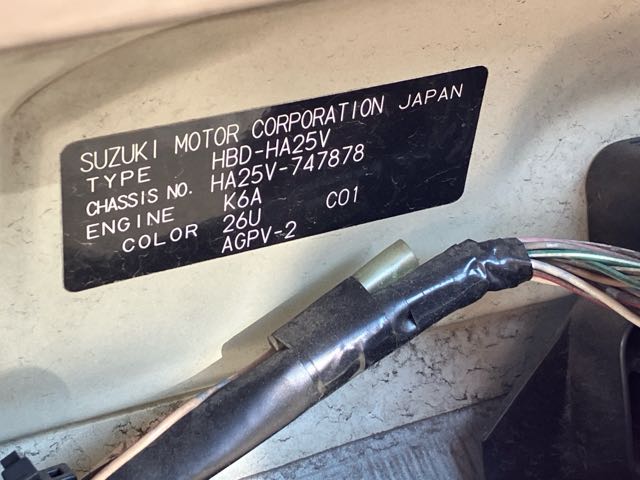 SUZUKI MOTOR CORPORATION JAPAN
TYPE HBD-HA25V
CHASSIS NO. HA25V-747878
ENGINE K6A C01
COLOR 26U
AGPV-2